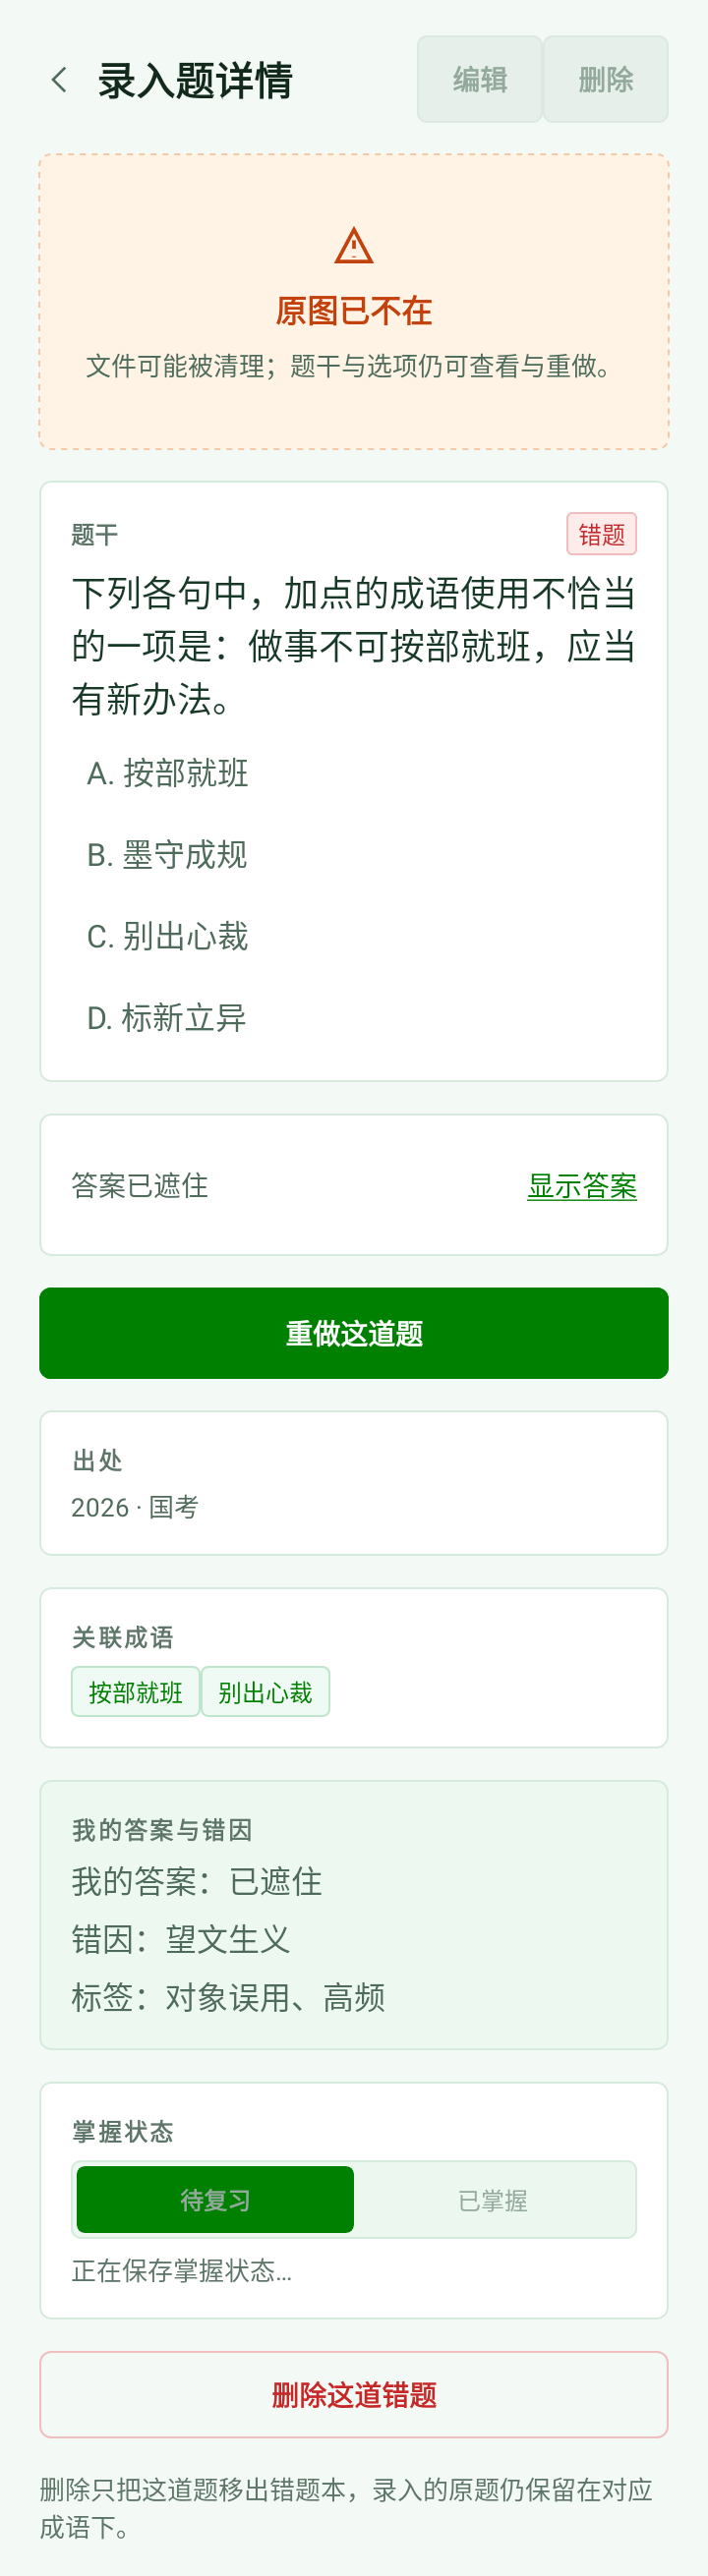 录入题详情
编辑
删除
原图已不在
文件可能被清理；题干与选项仍可查看与重做。
题干
错题
下列各句中，加点的成语使用不恰当
的一项是：做事不可按部就班，应当
有新办法。
A. 按部就班
B. 墨守成规
C. 别出心裁
D. 标新立异
答案已遮住
显示答案
重做这道题
出处
2026 · 国考
关联成语
按部就班
别出心裁
我的答案与错因
我的答案：已遮住
错因：望文生义
标签：对象误用、高频
掌握状态
待复习
已掌握
正在保存掌握状态…
删除这道错题
删除只把这道题移出错题本，录入的原题仍保留在对应
成语下。